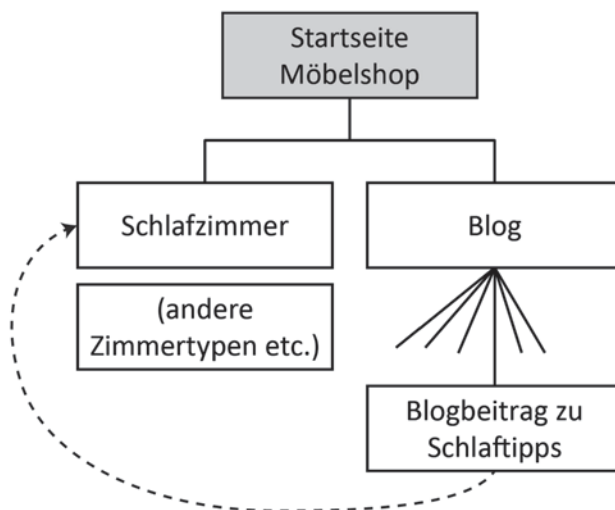 Startseite
Möbelshop
Schlafzimmer
Blog
(andere
Zimmertypen etc.)
Blogbeitrag zu
Schlaftipps